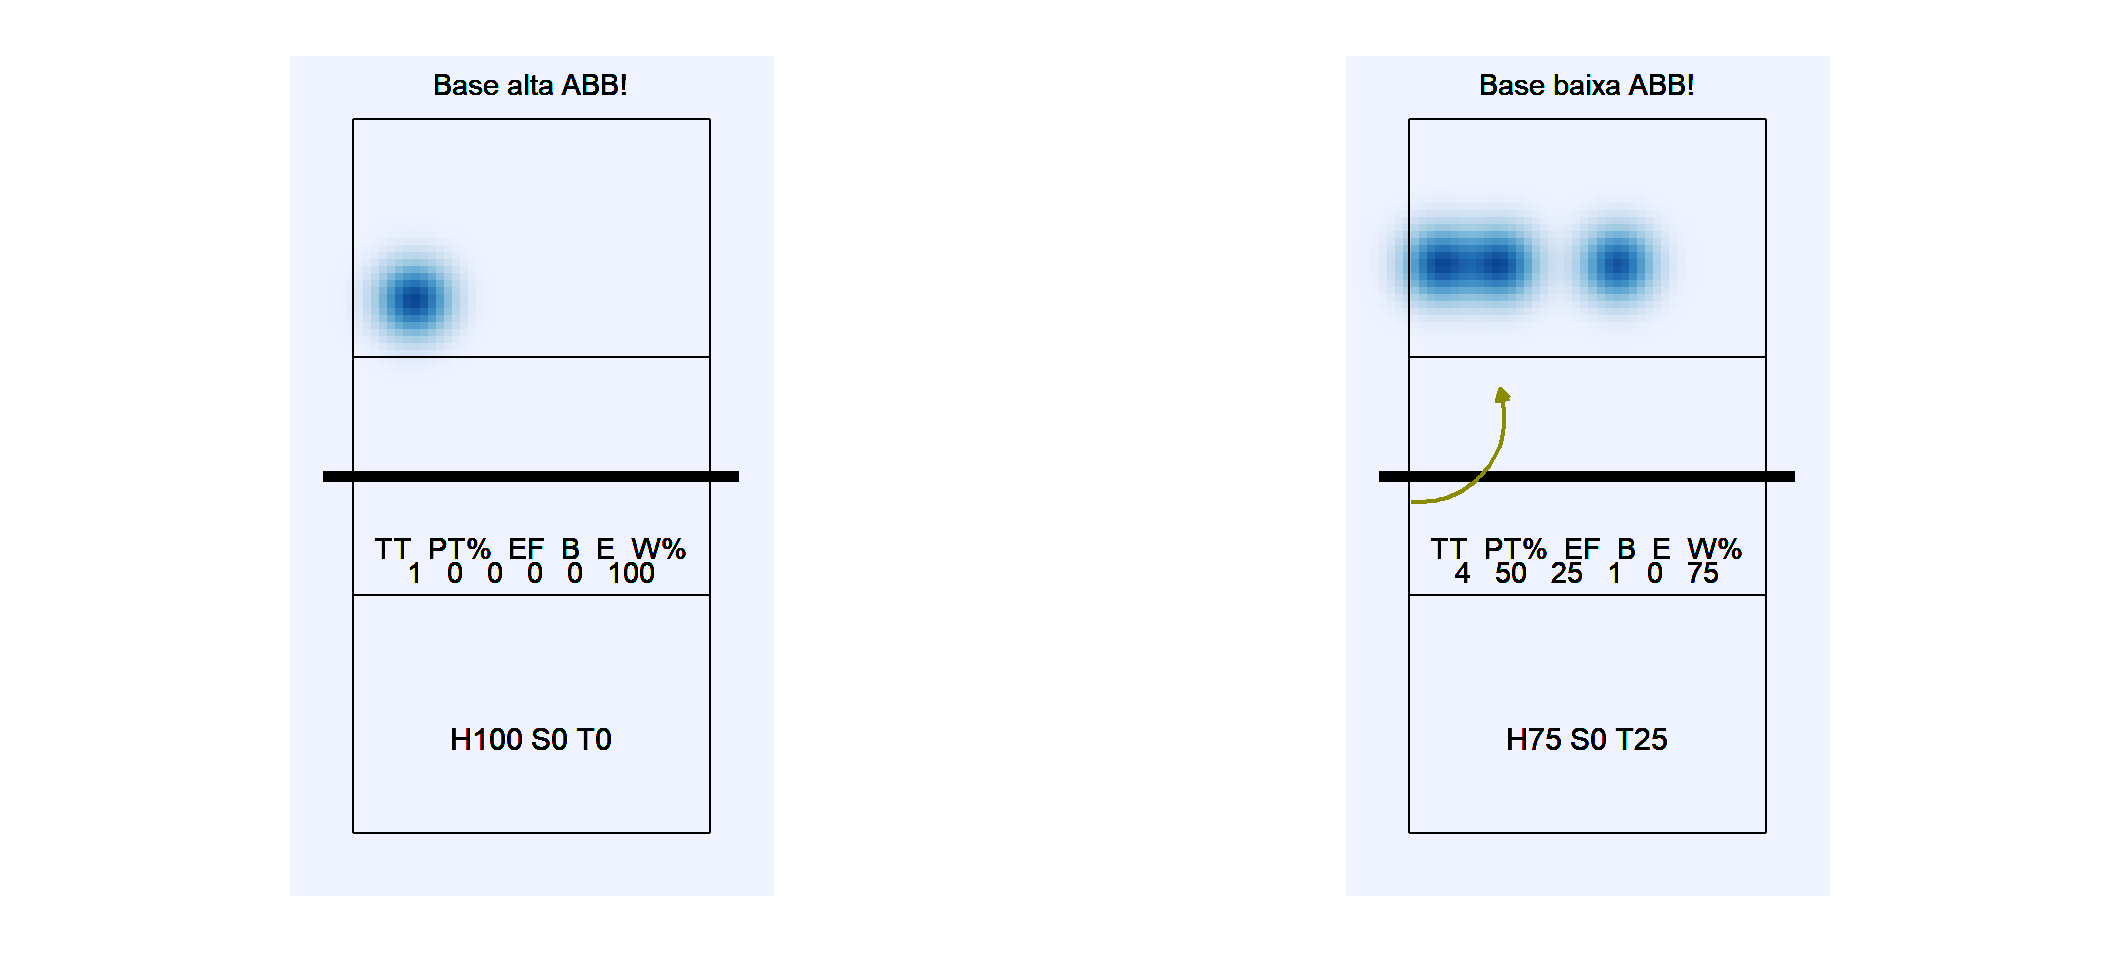 Base alta ABB!
TT PT% EF B E W%
1 0 0 0 0 100
H100 S0 T0
Base baixa ABB!
TT PT% EF B E W%
4 50 25 1 0 75
H75 S0 T25